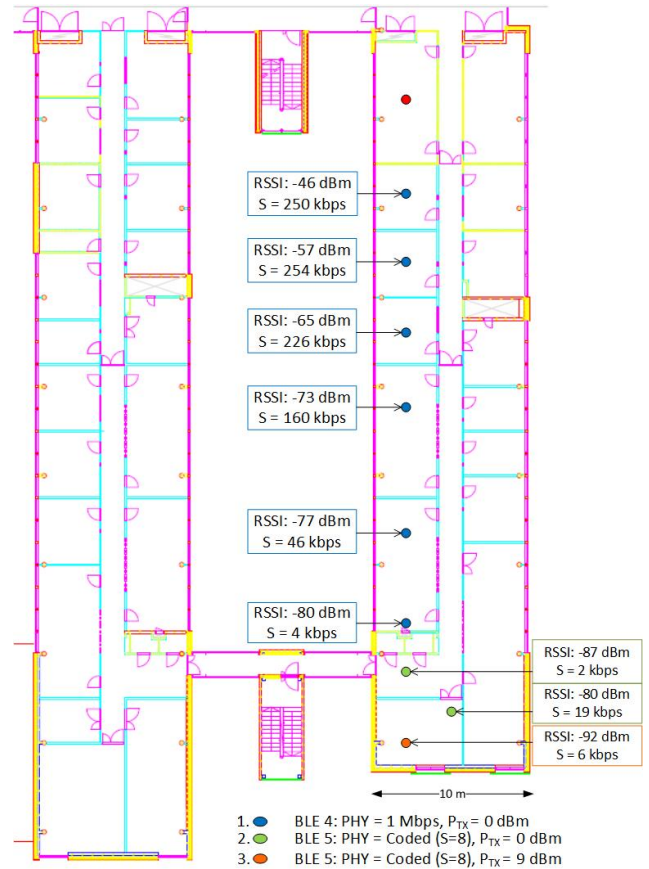 RSSI: -46 dBm
S = 250 kbps
RSSI: -57 dBm
S = 254 kbps
RSSI: -65 dBm
S = 226 kbps
RSSI: -73 dBm
S = 160 kbps
RSSI: -77 dBm
S = 46 kbps
RSSI: -80 dBm
S = 4 kbps
RSSI: -87 dBm
S = 2 kbps
RSSI: -80 dBm
S = 19 kbps
RSSI: -92 dBm
S = 6 kbps
10 m
1. BLE 4: PHY = 1 Mbps, PTX = 0 dBm
2. BLE 5: PHY = Coded (S=8), PTX = 0 dBm
3. BLE 5: PHY = Coded (S=8), PTX = 9 dBm